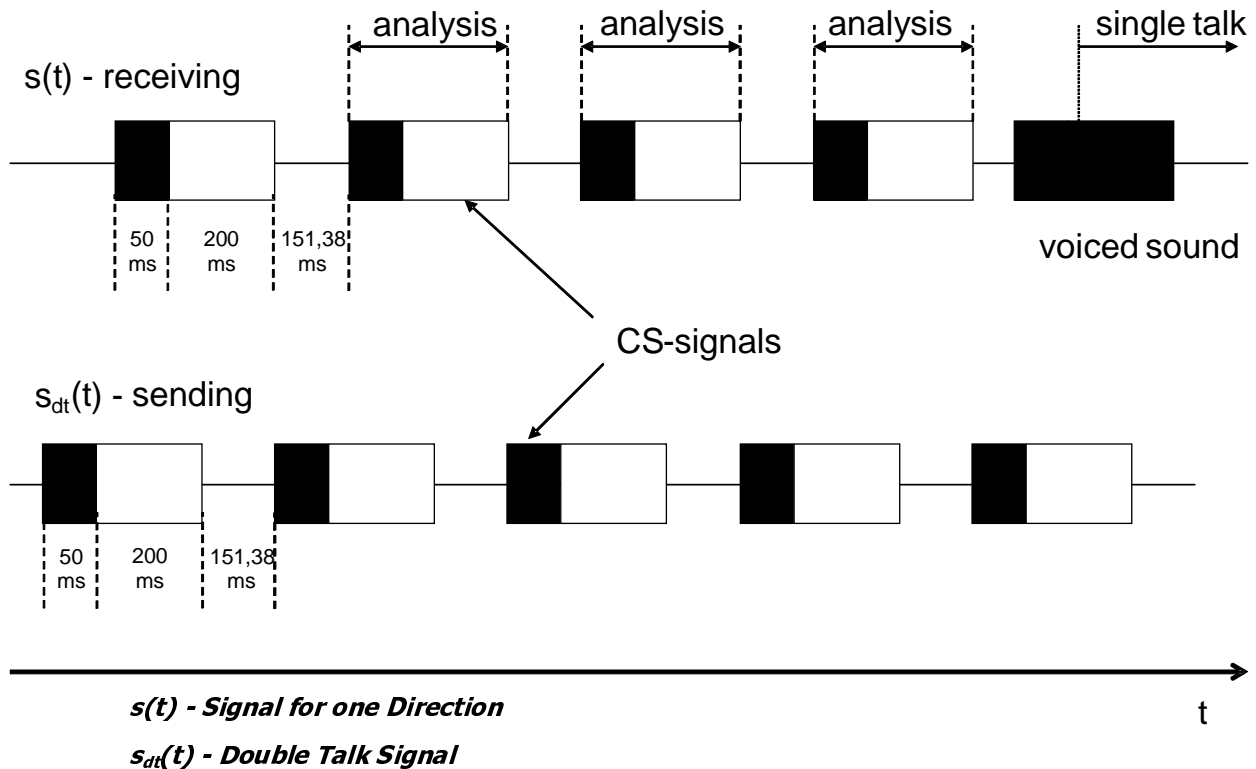 analysis analysis analysis single talk
s(t) - receiving
50 ms 200 ms 151,38 ms
voiced sound
CS-signals
sdt(t) - sending
50 ms 200 ms 151,38 ms
s(t) - Signal for one Direction
t
sdt(t) - Double Talk Signal